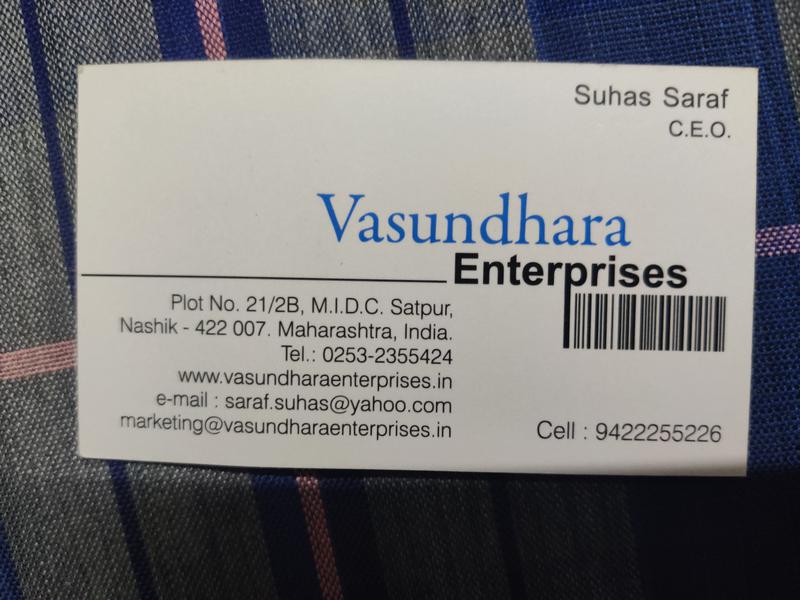 Suhas Saraf
C.E.O.
Vasundhara
Enterprises
Plot No. 21/2B, M.I.D.C. Satpur,
Nashik - 422 007. Maharashtra, India.
Tel.: 0253-2355424
www.vasundharaenterprises.in
e-mail : saraf.suhas@yahoo.com
marketing@vasundharaenterprises.in
Cell : 9422255226